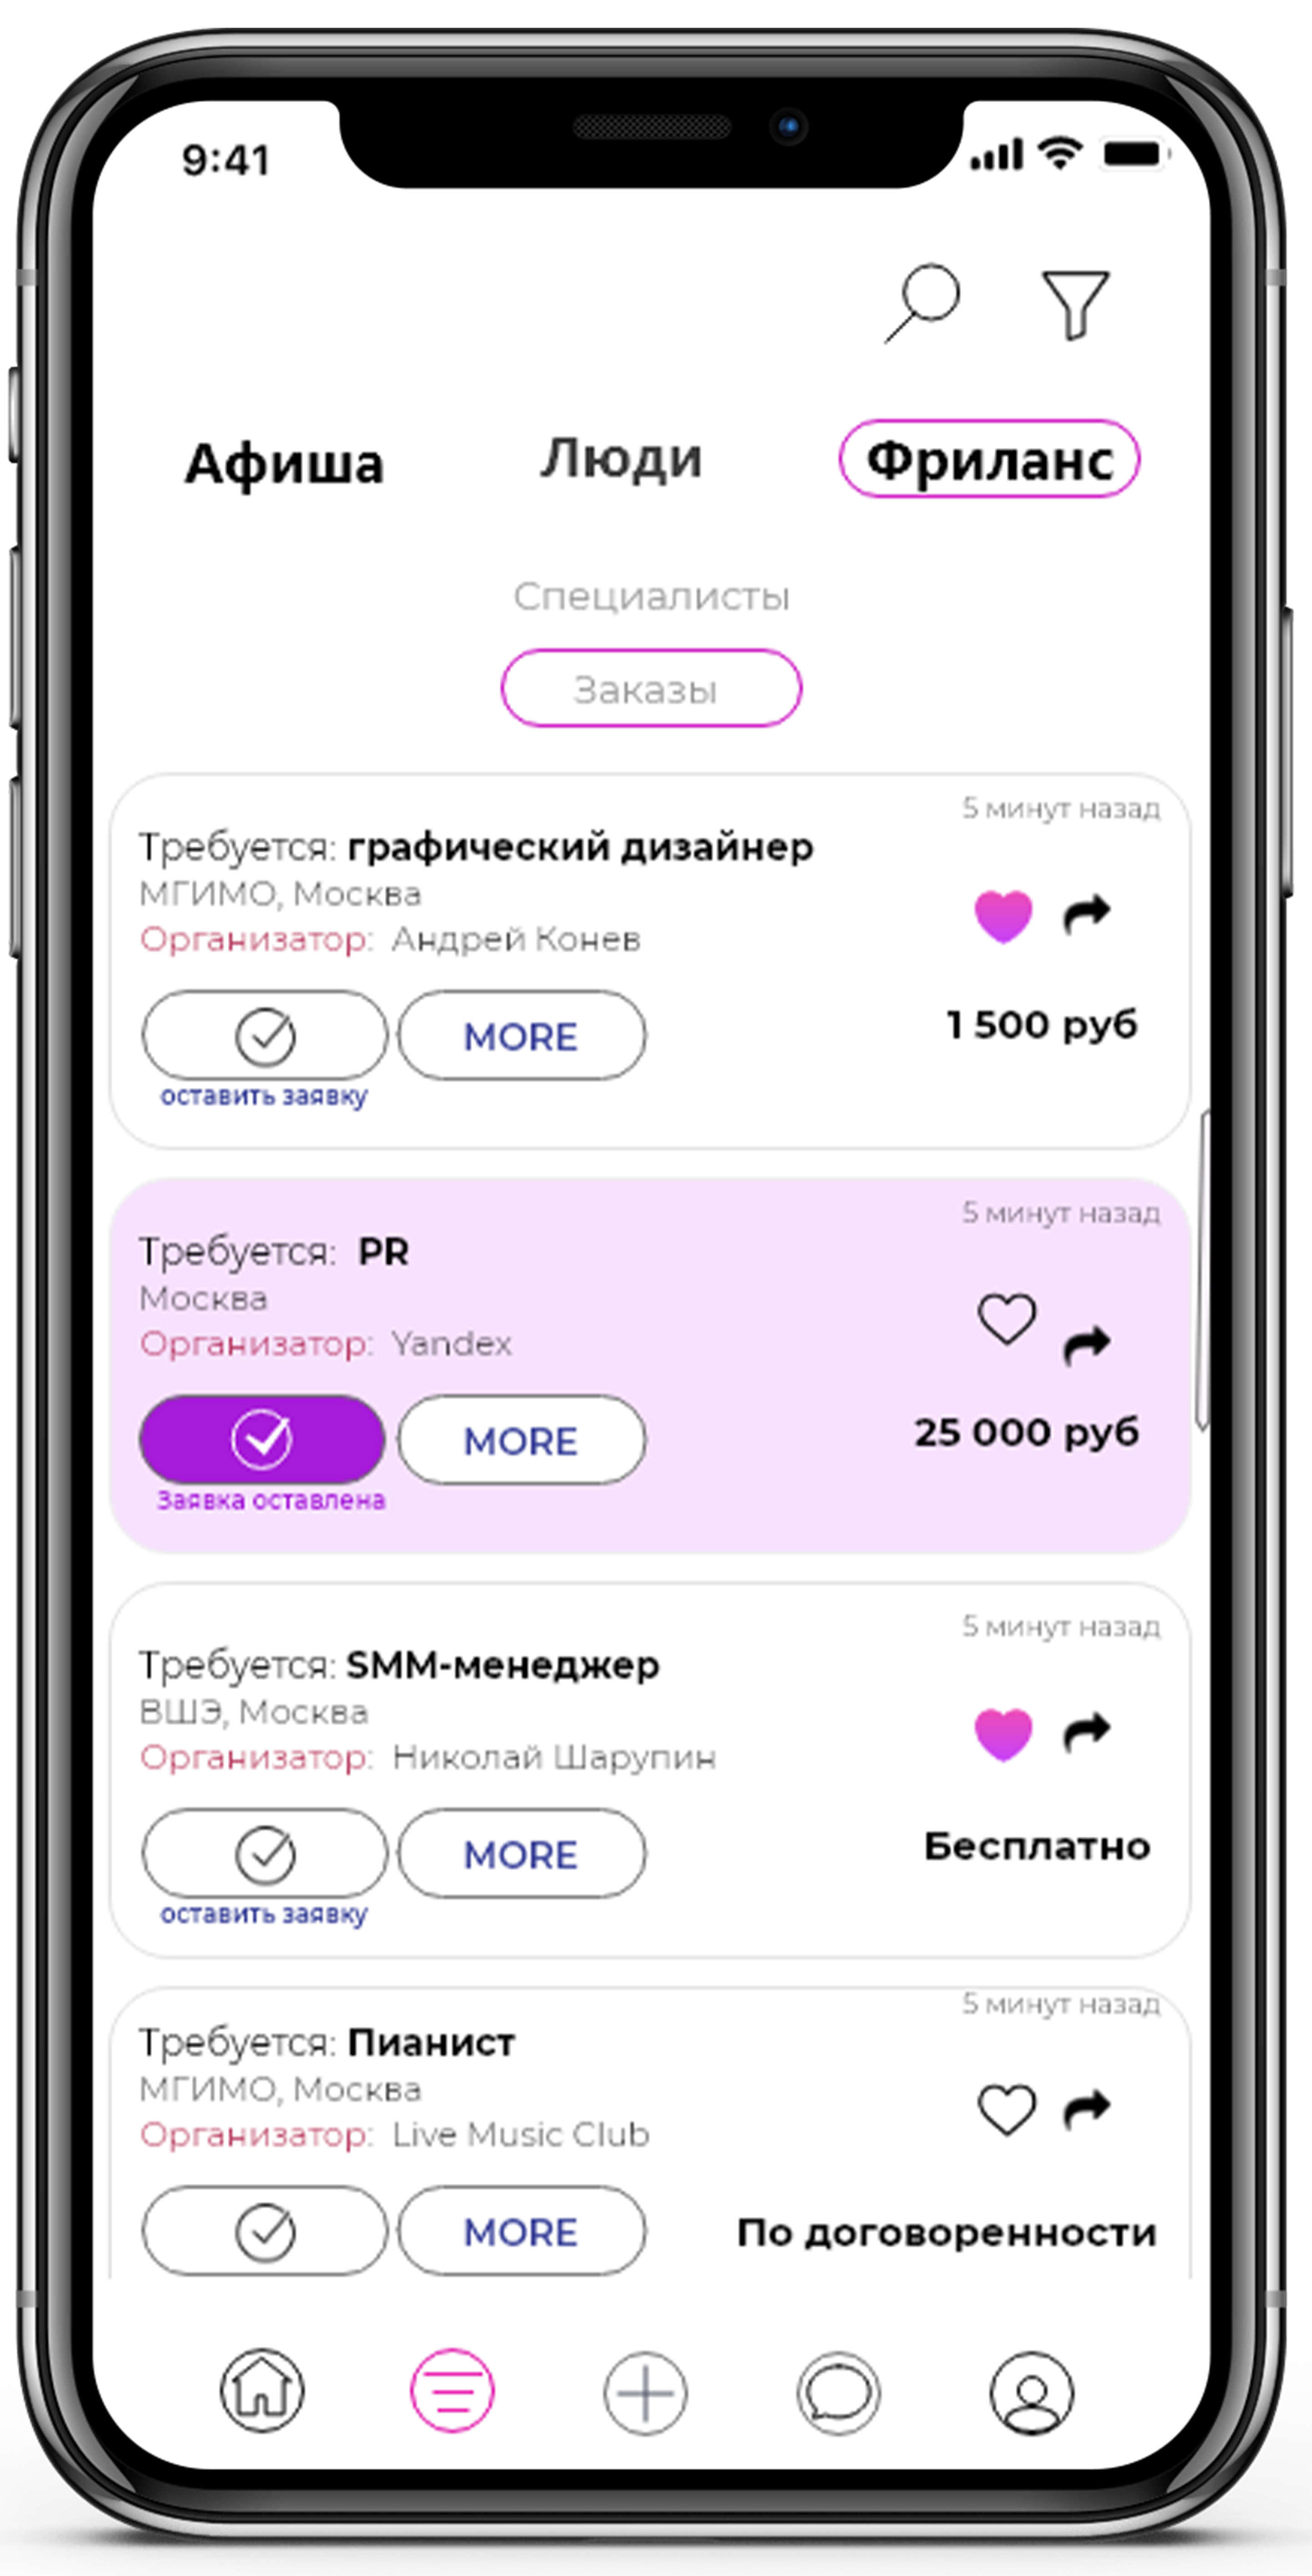 9:41
Афиша Люди Фриланс
Специалисты
Заказы
5 минут назад
Требуется: графический дизайнер
МГИМО, Москва
Организатор: Андрей Конев
MORE
1 500 руб
оставить заявку
5 минут назад
Требуется: PR
Москва
Организатор: Yandex
MORE
25 000 руб
Заявка оставлена
5 минут назад
Требуется: SMM-менеджер
ВШЭ, Москва
Организатор: Николай Шарупин
MORE
Бесплатно
оставить заявку
5 минут назад
Требуется: Пианист
МГИМО, Москва
Организатор: Live Music Club
MORE
По договоренности